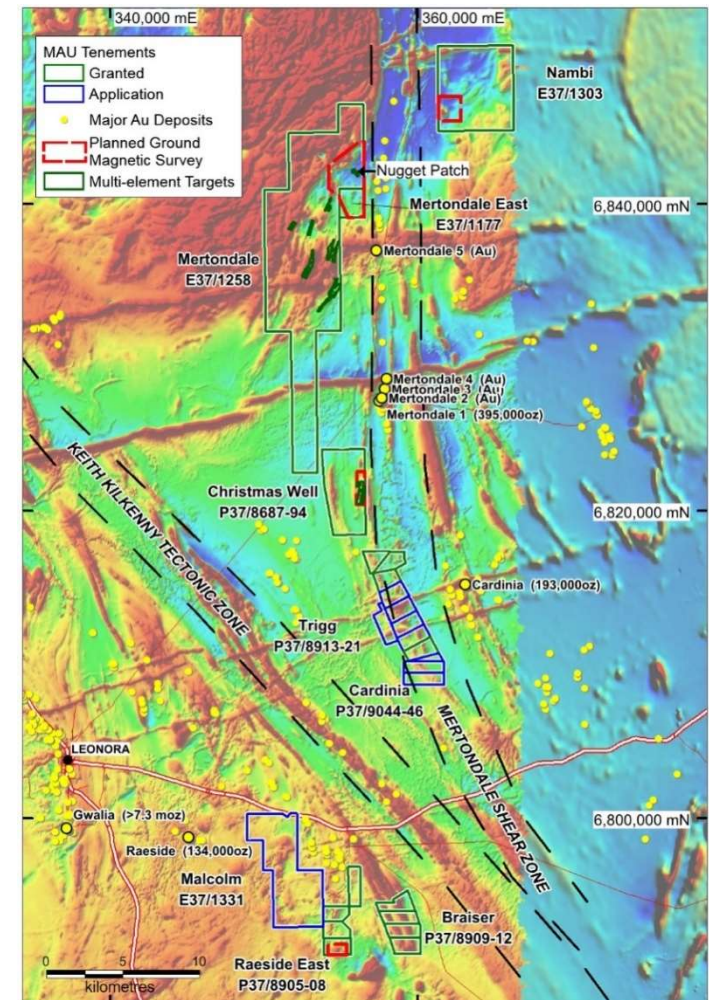 340,000 mE
360,000 mE
MAU Tenements
Granted
Application
Major Au Deposits
Planned Ground
Magnetic Survey
Multi-element Targets
Nambi
E37/1303
Nugget Patch
Mertondale East
E37/1177
6,840,000 mN
Mertondale
E37/1258
Mertondale 5 (Au)
Mertondale 4 (Au)
Mertondale 3 (Au)
Mertondale 2 (Au)
Mertondale 1 (395,000oz)
KEITH KILKENNY TECTONIC ZONE
Christmas Well
P37/8687-94
6,820,000 mN
Cardinia (193,000oz)
Trigg
P37/8913-21
Cardinia
P37/9044-46
MERTONDALE SHEAR ZONE
LEONORA
Gwalia (>7.3 moz)
6,800,000 mN
Raeside (134,000oz)
Malcolm
E37/1331
Braiser
P37/8909-12
Raeside East
P37/8905-08
0 5 10
kilometres